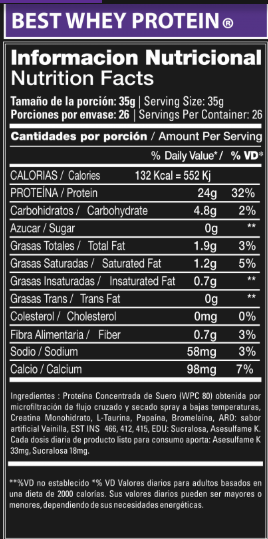 BEST WHEY PROTEIN®
Informacion Nutricional
Nutrition Facts
Tamaño de la porción: 35g | Serving Size: 35g
Porciones por envase: 26 | Servings Per Container: 26
Cantidades por porción / Amount Per Serving
% Daily Value* / % VD*
CALORIAS / Calories 132 Kcal = 552 Kj
PROTEÍNA / Protein 24g 32%
Carbohidratos / Carbohydrate 4.8g 2%
Azucar / Sugar 0g **
Grasas Totales / Total Fat 1.9g 3%
Grasas Saturadas / Saturated Fat 1.2g 5%
Grasas Insaturadas / Insaturated Fat 0.7g **
Grasas Trans / Trans Fat 0g **
Colesterol / Cholesterol 0mg 0%
Fibra Alimentaria / Fiber 0.7g 3%
Sodio / Sodium 58mg 3%
Calcio / Calcium 98mg 7%
Ingredientes : Proteína Concentrada de Suero (WPC 80) obtenida por
microfiltración de flujo cruzado y secado spray a bajas temperaturas,
Creatina Monohidrato, L-Taurina, Papaína, Bromelaína, ARO: sabor
artificial Vainilla, EST INS 466, 412, 415, EDU: Sucralosa, Asesulfame K.
Cada dosis diaria de producto listo para consumo aporta: Asesulfame K
33mg, Sucralosa 18mg.
**%VD no establecido *% VD Valores diarios para adultos basados en
una dieta de 2000 calorías. Sus valores diarios pueden ser mayores o
menores, dependiendo de sus necesidades energéticas.